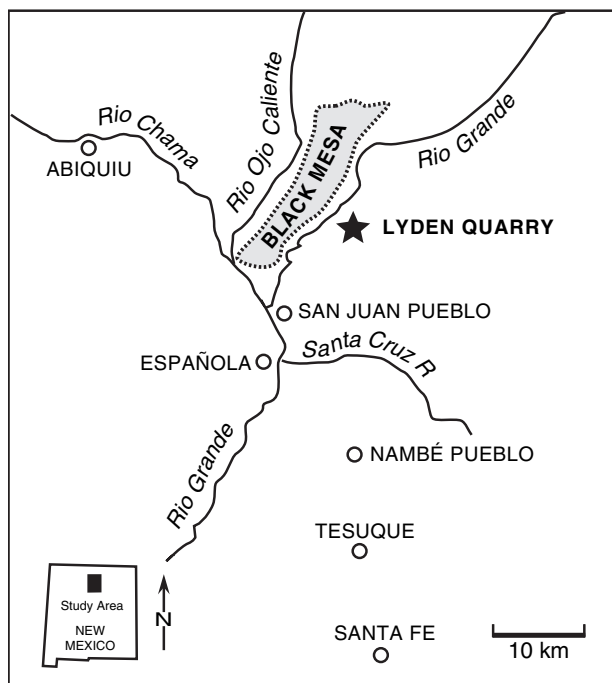 Rio Chama
Rio Ojo Caliente
BLACK MESA
Rio Grande
ABIQUIU
LYDEN QUARRY
SAN JUAN PUEBLO
Santa Cruz R
ESPAÑOLA
Rio Grande
NAMBÉ PUEBLO
TESUQUE
Study Area
NEW
MEXICO
N
SANTA FE
10 km